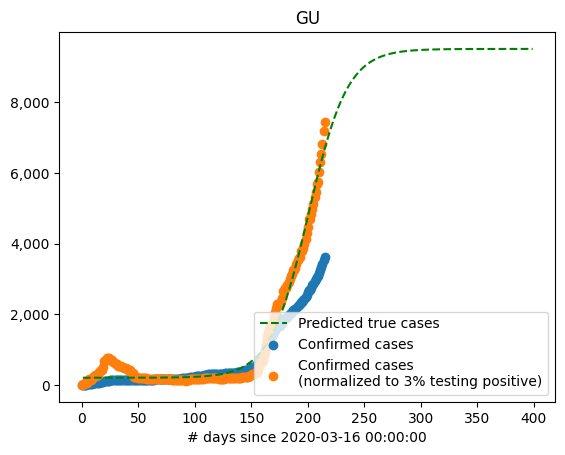 GU
8,000
6,000
4,000
2,000
0
Predicted true cases
Confirmed cases
Confirmed cases
(normalized to 3% testing positive)
0 50 100 150 200 250 300 350 400
# days since 2020-03-16 00:00:00